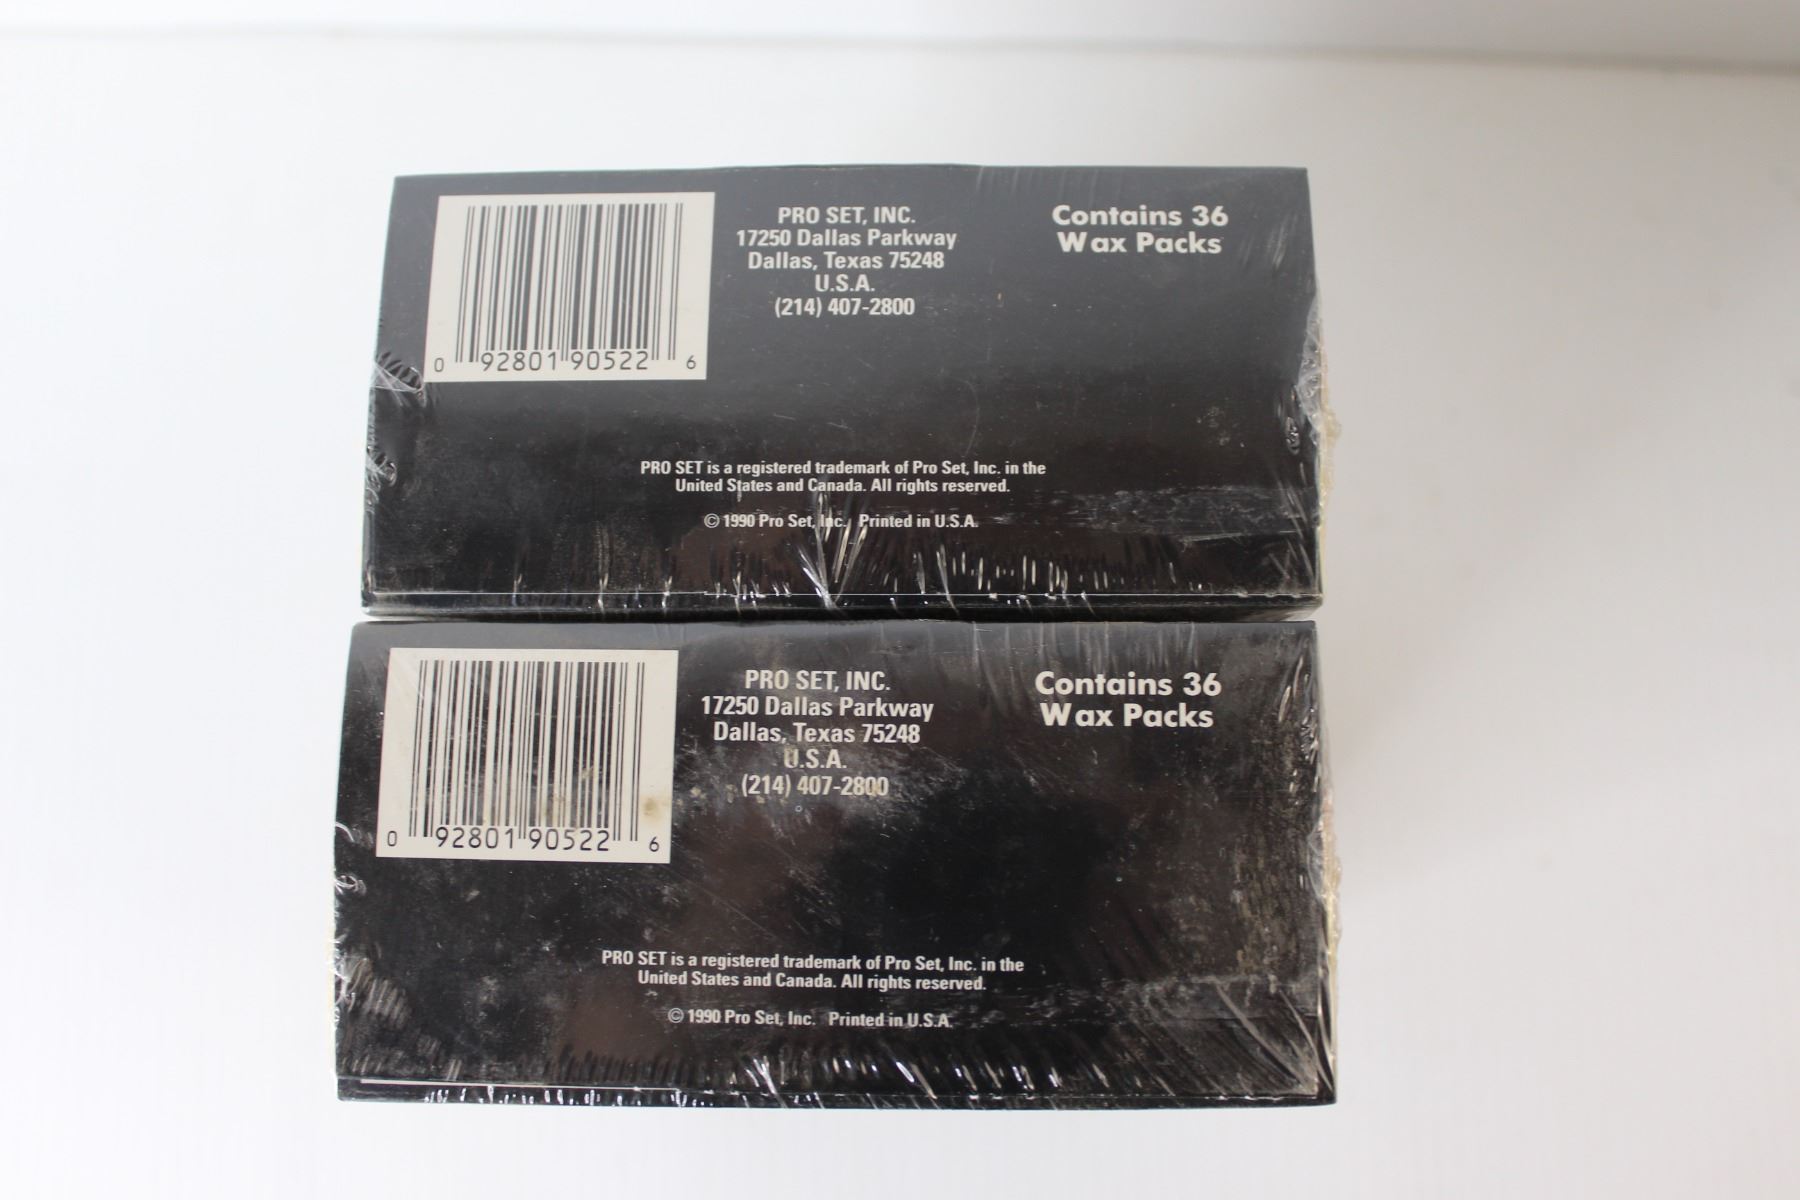 PRO SET, INC.
17250 Dallas Parkway
Dallas, Texas 75248
U.S.A.
(214) 407-2800
Contains 36
Wax Packs
0 92801 90522 6
PRO SET is a registered trademark of Pro Set, Inc. in the
United States and Canada. All rights reserved.
© 1990 Pro Set, Inc. Printed in U.S.A.
PRO SET, INC.
17250 Dallas Parkway
Dallas, Texas 75248
U.S.A.
(214) 407-2800
Contains 36
Wax Packs
0 92801 90522 6
PRO SET is a registered trademark of Pro Set, Inc. in the
United States and Canada. All rights reserved.
© 1990 Pro Set, Inc. Printed in U.S.A.